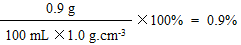 0.9 g
100 mL ×1.0 g.cm⁻³ ×100% = 0.9%